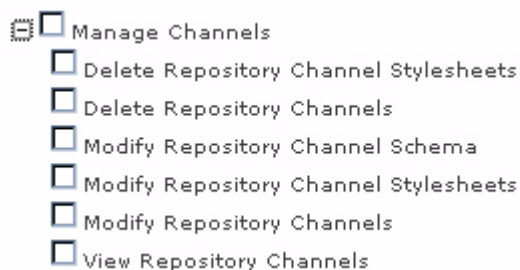 Manage Channels
Delete Repository Channel Stylesheets
Delete Repository Channels
Modify Repository Channel Schema
Modify Repository Channel Stylesheets
Modify Repository Channels
View Repository Channels